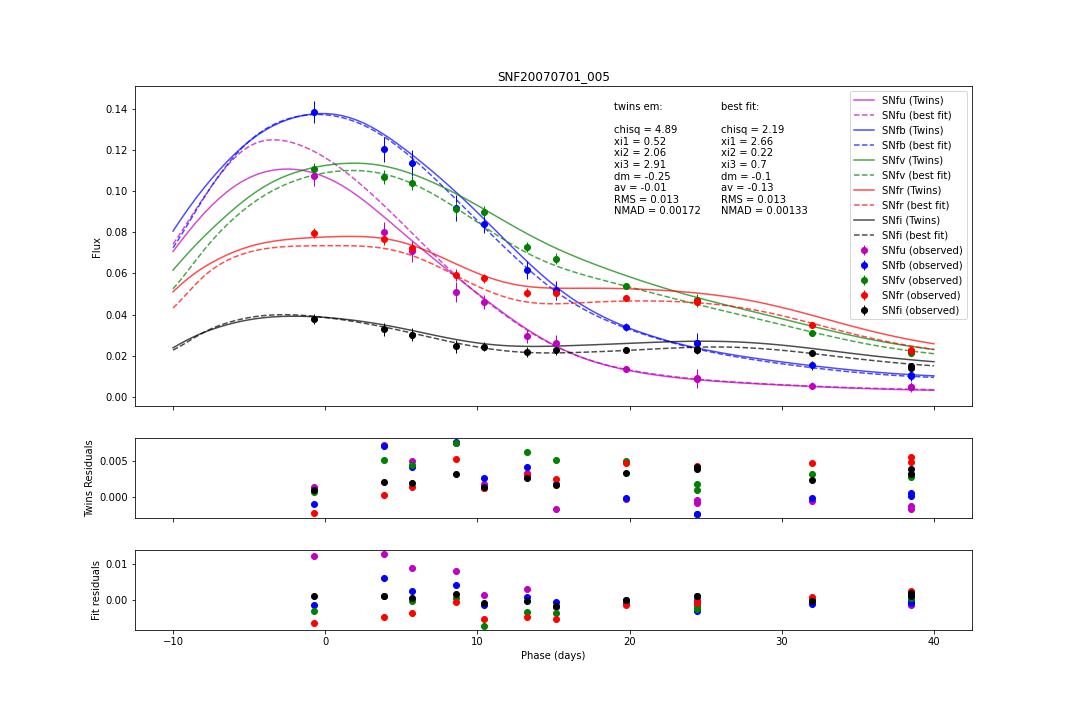 SNF20070701_005
0.14
0.12
0.10
0.08
0.06
0.04
0.02
0.00
Flux
twins em:
chisq = 4.89
xi1 = 0.52
xi2 = 2.06
xi3 = 2.91
dm = -0.25
av = -0.01
RMS = 0.013
NMAD = 0.00172
best fit:
chisq = 2.19
xi1 = 2.66
xi2 = 0.22
xi3 = 0.7
dm = -0.1
av = -0.13
RMS = 0.013
NMAD = 0.00133
SNfu (Twins)
SNfu (best fit)
SNfb (Twins)
SNfb (best fit)
SNfv (Twins)
SNfv (best fit)
SNfr (Twins)
SNfr (best fit)
SNfi (Twins)
SNfi (best fit)
SNfu (observed)
SNfb (observed)
SNfv (observed)
SNfr (observed)
SNfi (observed)
0.005
0.000
Twins Residuals
0.01
0.00
Fit residuals
−10
0
10
20
30
40
Phase (days)